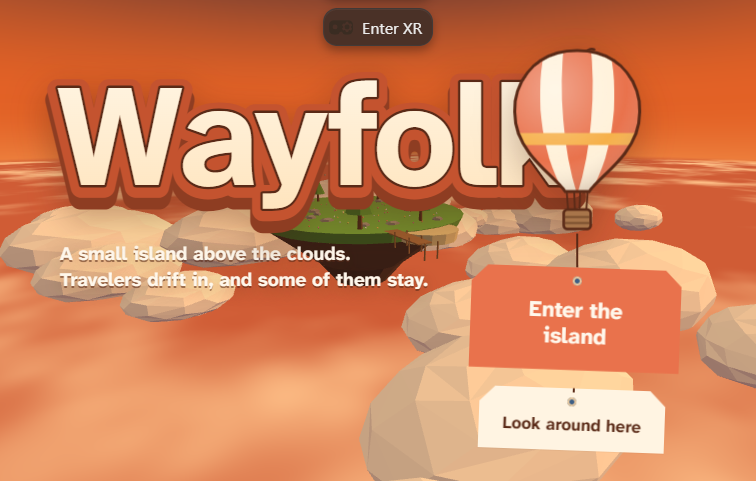 Enter XR
Wayfolk
A small island above the clouds.
Travelers drift in, and some of them stay.
Enter the
island
Look around here